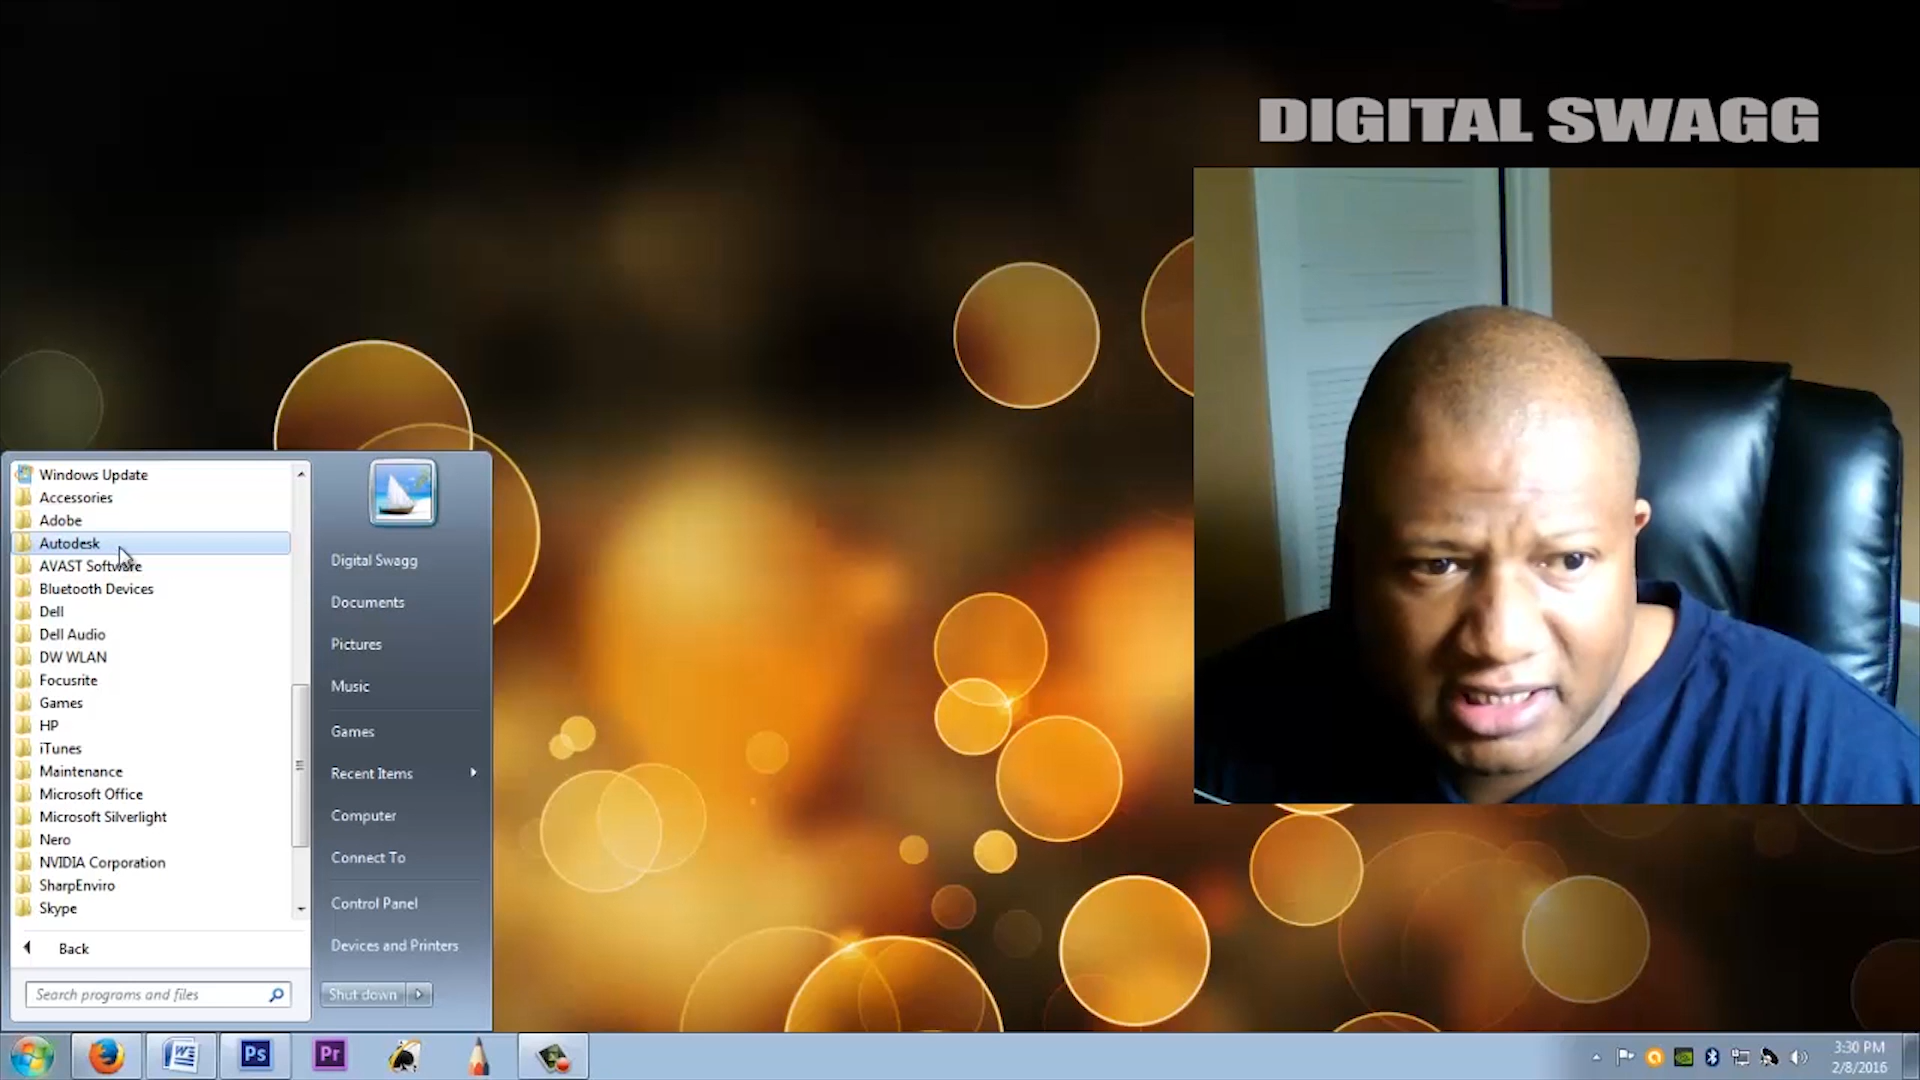 DIGITAL SWAGG
Windows Update
Accessories
Adobe
Autodesk
AVAST Software
Bluetooth Devices
Dell
Dell Audio
DW WLAN
Focusrite
Games
HP
iTunes
Maintenance
Microsoft Office
Microsoft Silverlight
Nero
NVIDIA Corporation
SharpEnviro
Skype
Back
Search programs and files
Digital Swagg
Documents
Pictures
Music
Games
Recent Items
Computer
Connect To
Control Panel
Devices and Printers
Shut down
Ps
Pr
3:30 PM
2/8/2016